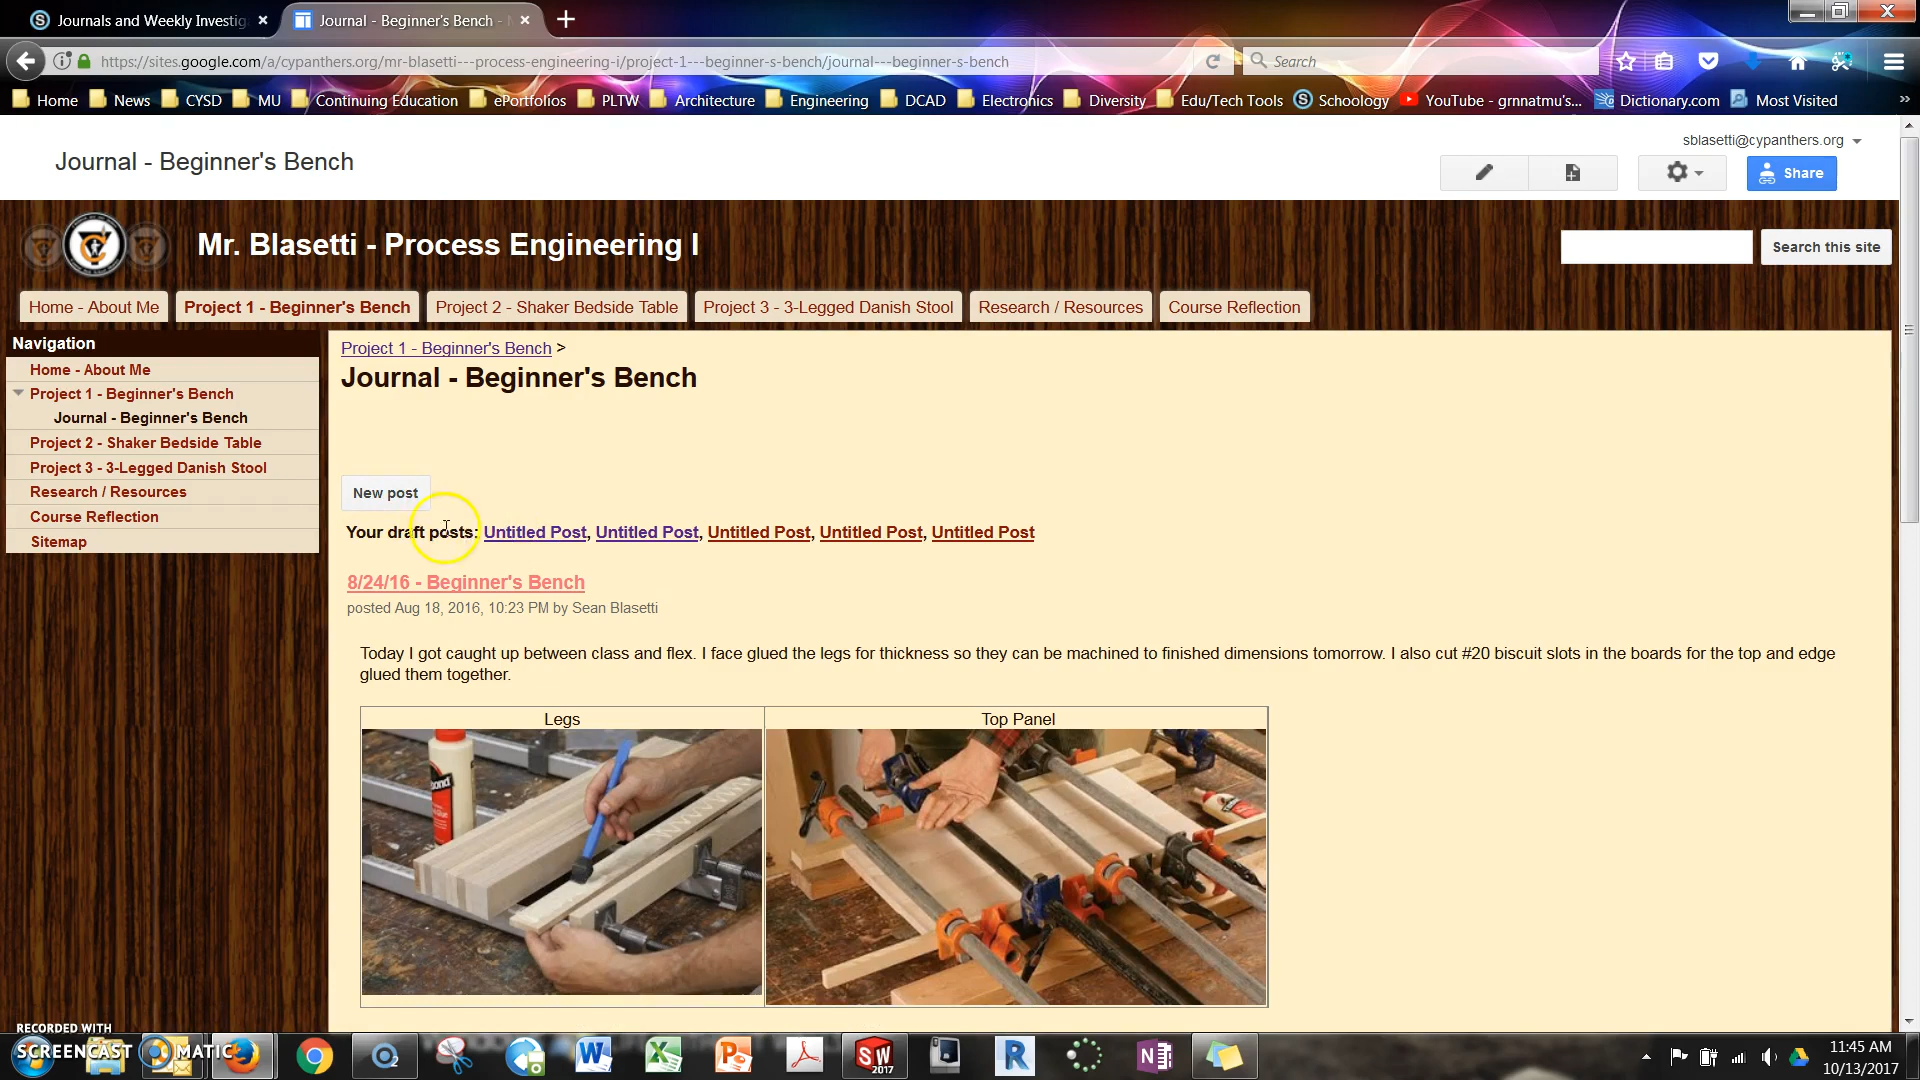 Journals and Weekly Investig
Journal - Beginner's Bench -
https://sites.google.com/a/cypanthers.org/mr-blasetti---process-engineering-i/project-1---beginner-s-bench/journal---beginner-s-bench
Search
Home News CYSD MU Continuing Education ePortfolios PLTW Architecture Engineering DCAD Electronics Diversity Edu/Tech Tools Schoology YouTube - grnnatmu's... Dictionary.com Most Visited
sblasetti@cypanthers.org
Journal - Beginner's Bench
Share
Mr. Blasetti - Process Engineering I
Search this site
Home - About Me Project 1 - Beginner's Bench Project 2 - Shaker Bedside Table Project 3 - 3-Legged Danish Stool Research / Resources Course Reflection
Navigation
Home - About Me
Project 1 - Beginner's Bench
Journal - Beginner's Bench
Project 2 - Shaker Bedside Table
Project 3 - 3-Legged Danish Stool
Research / Resources
Course Reflection
Sitemap
Project 1 - Beginner's Bench >
Journal - Beginner's Bench
New post
Your draft posts: Untitled Post, Untitled Post, Untitled Post, Untitled Post, Untitled Post
8/24/16 - Beginner's Bench
posted Aug 18, 2016, 10:23 PM by Sean Blasetti
Today I got caught up between class and flex. I face glued the legs for thickness so they can be machined to finished dimensions tomorrow. I also cut #20 biscuit slots in the boards for the top and edge
glued them together.
Legs Top Panel
RECORDED WITH
SCREENCAST MATIC
11:45 AM
10/13/2017